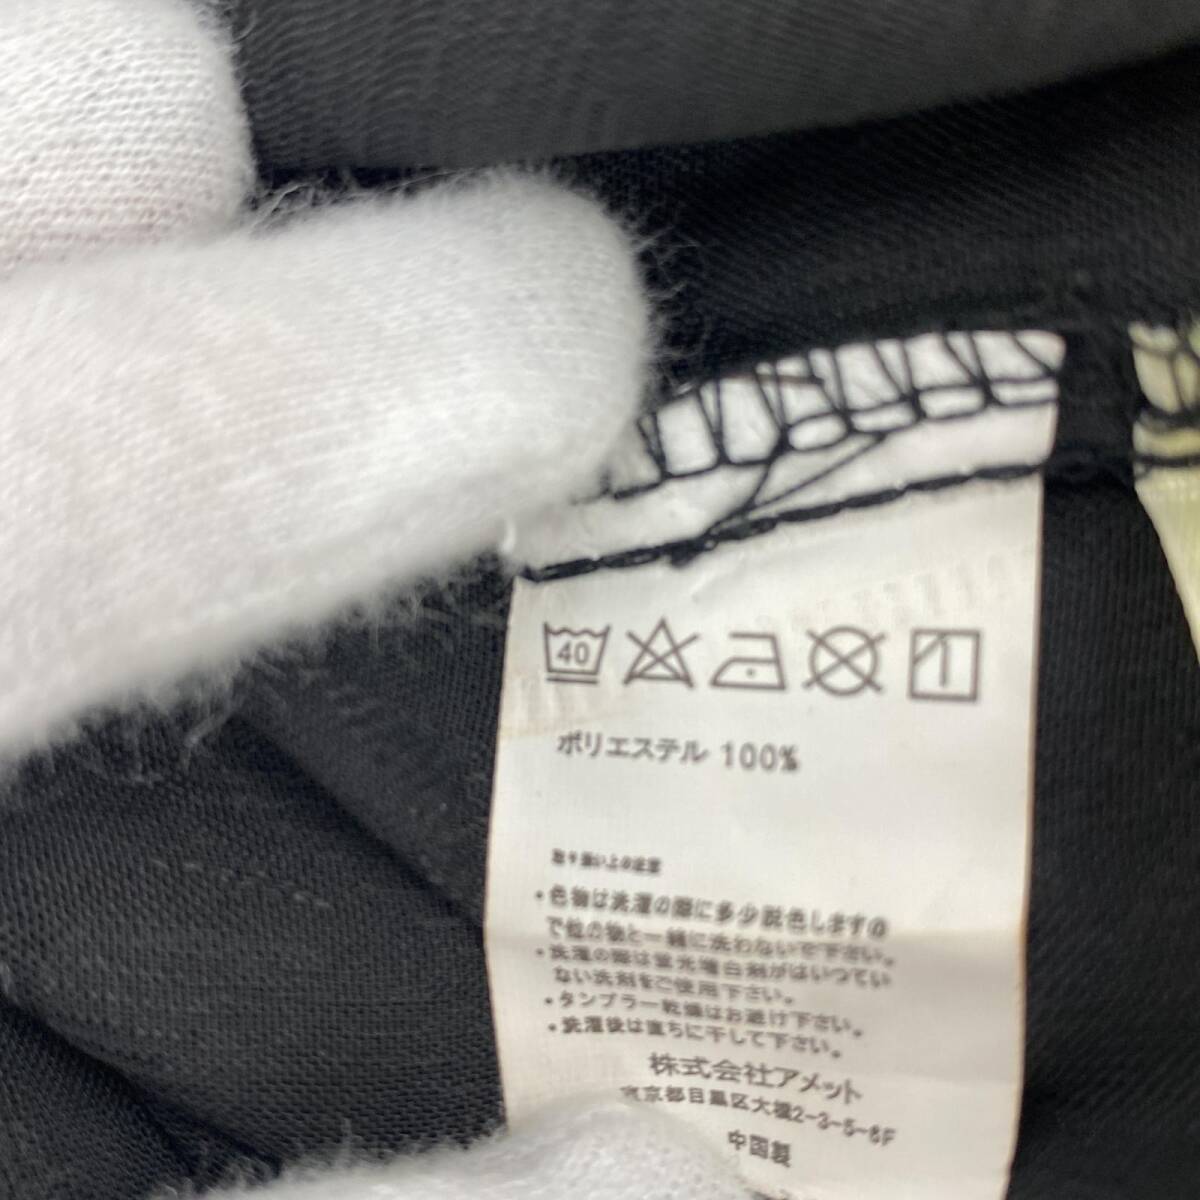 40
ポリエステル 100%
取り扱い上の注意
・色物は洗濯の際に多少脱色しますの
で他の物と一緒に洗わないで下さい。
・洗濯の際は蛍光増白剤がはいってい
ない洗剤をご使用下さい。
・タンブラー乾燥はお避け下さい。
・洗濯後は直ちに干して下さい。
株式会社アメット
東京都目黒区大橋2-3-5-6F
中国製